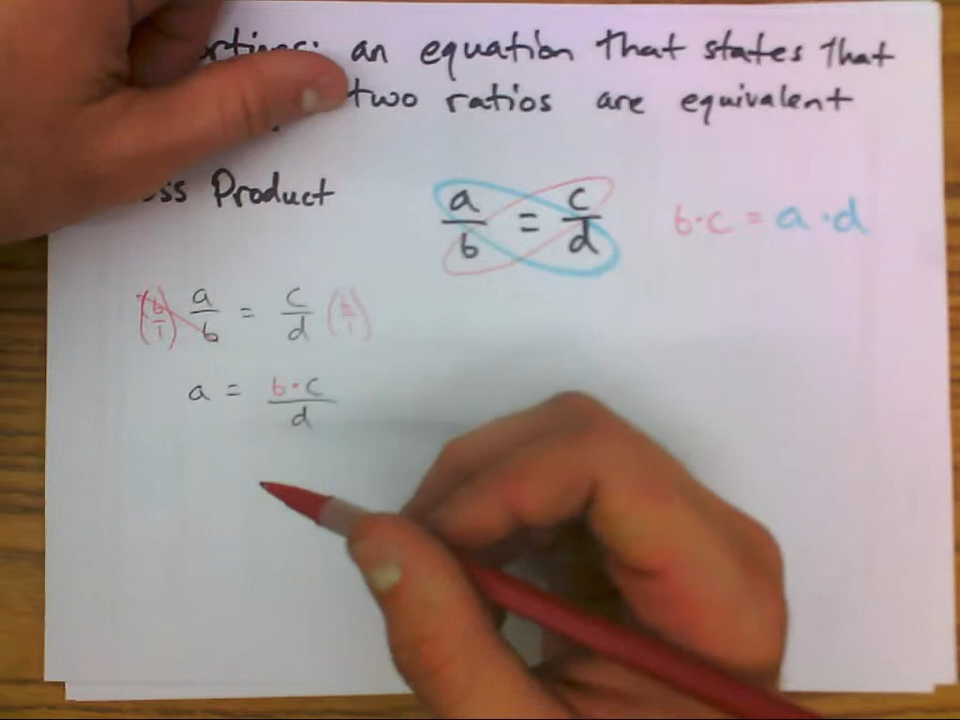 an equation that states that
two ratios are equivalent
Product a/b = c/d b·c = a·d
(b/1) a/b = c/d (b/1)
a = b·c/d